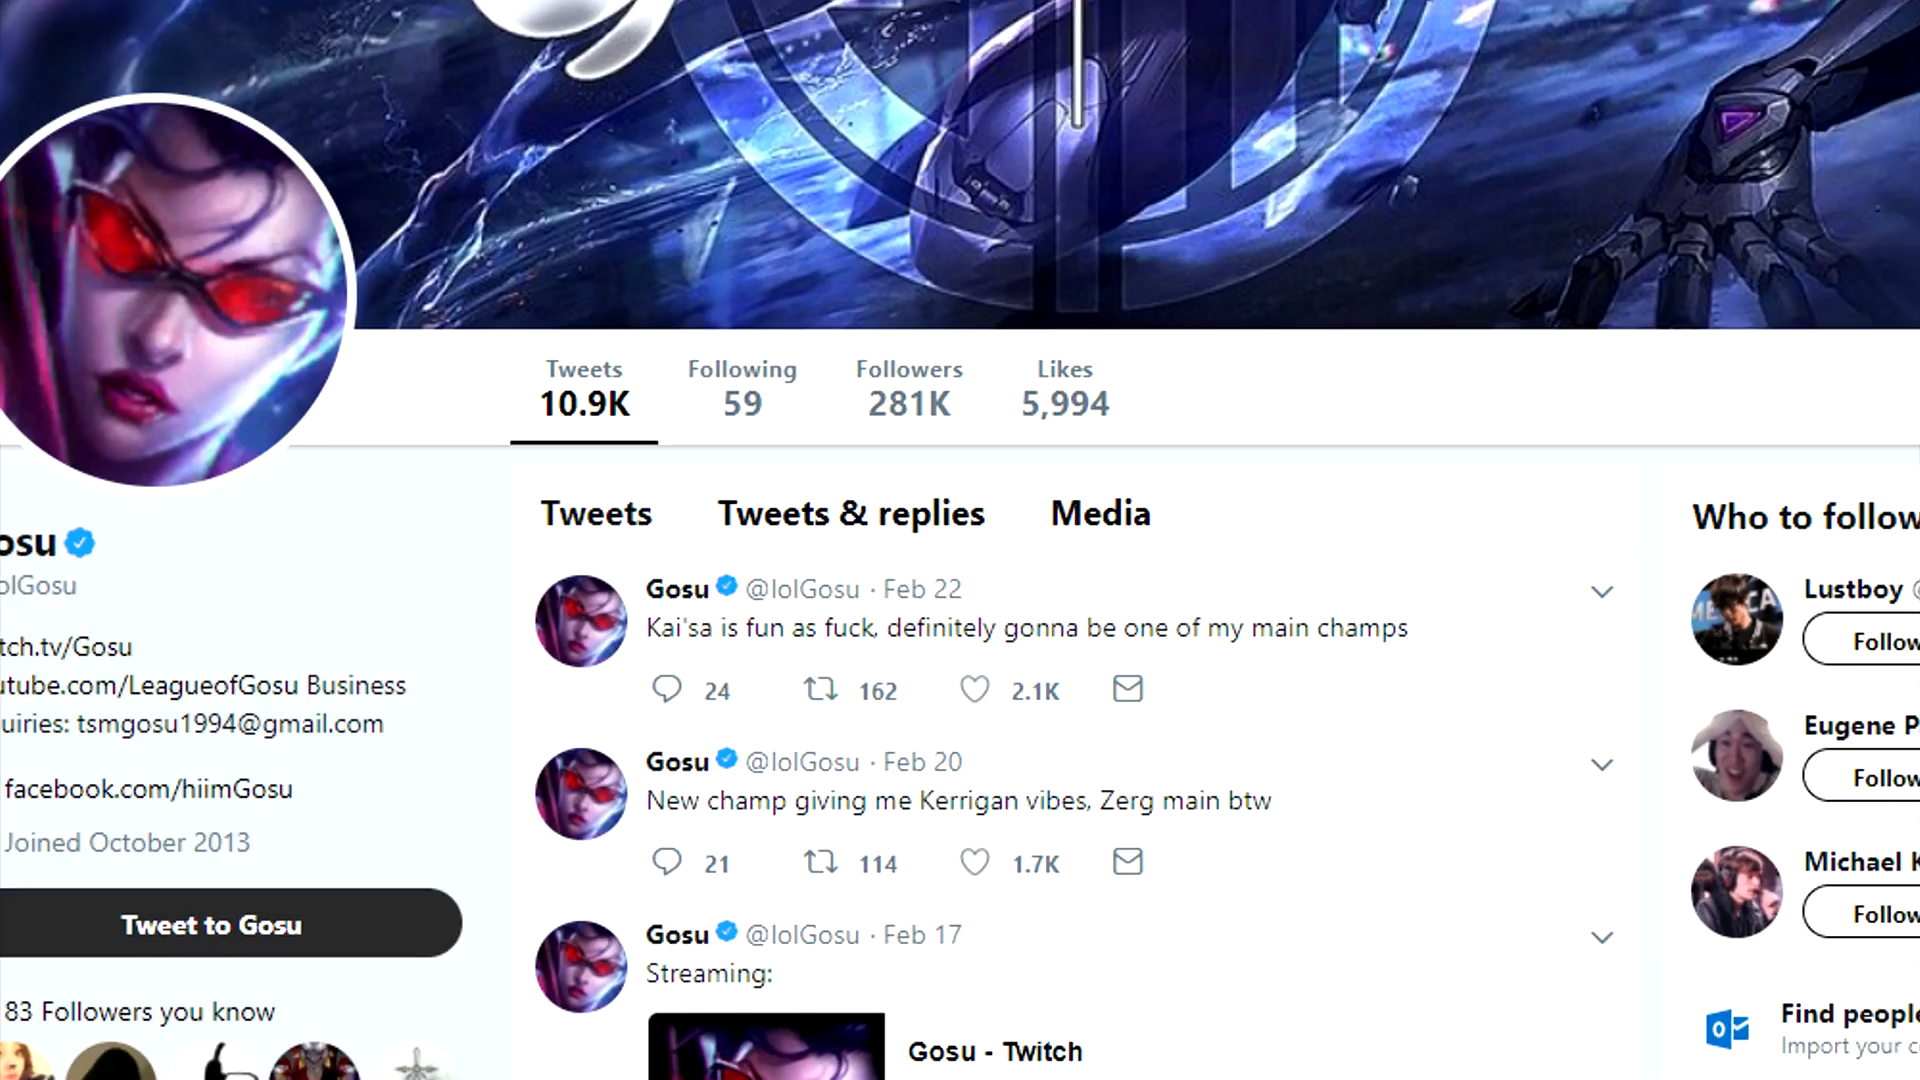 Tweets Following Followers Likes
10.9K 59 281K 5,994
osu
olGosu
tch.tv/Gosu
utube.com/LeagueofGosu Business
uiries: tsmgosu1994@gmail.com
facebook.com/hiimGosu
Joined October 2013
Tweet to Gosu
83 Followers you know
Tweets Tweets & replies Media
Gosu @lolGosu · Feb 22
Kai'sa is fun as fuck, definitely gonna be one of my main champs
24 162 2.1K
Gosu @lolGosu · Feb 20
New champ giving me Kerrigan vibes, Zerg main btw
21 114 1.7K
Gosu @lolGosu · Feb 17
Streaming:
Gosu - Twitch
Who to follow
Lustboy @
Follow
Eugene P
Follow
Michael K
Follow
Find people
Import your c